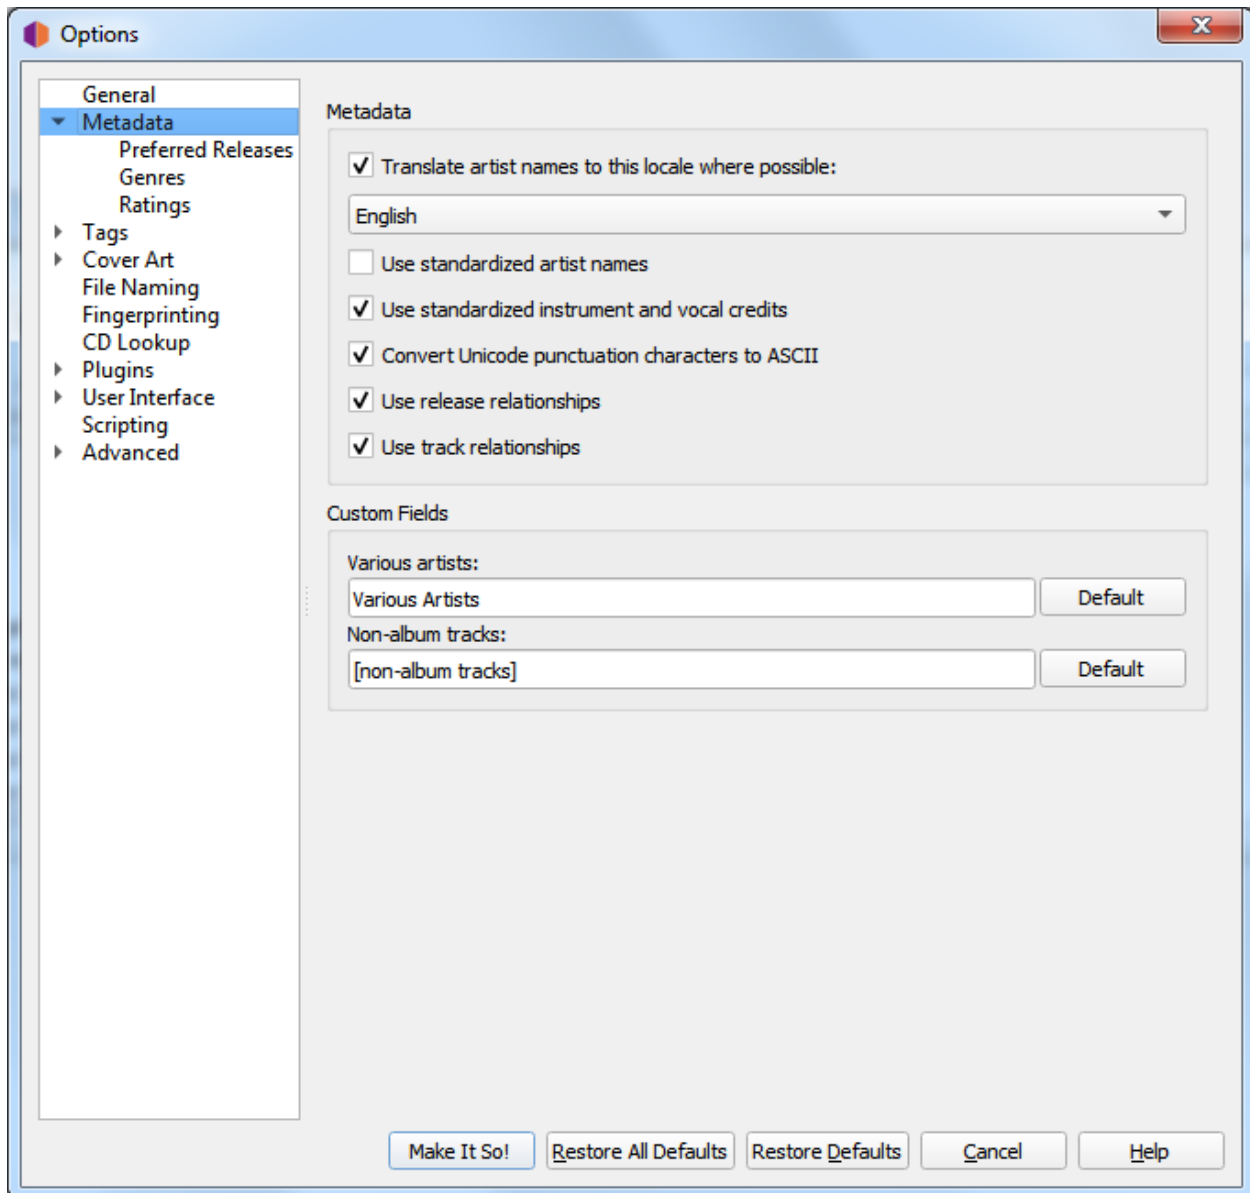 Options
General
Metadata
Preferred Releases
Genres
Ratings
Tags
Cover Art
File Naming
Fingerprinting
CD Lookup
Plugins
User Interface
Scripting
Advanced
Metadata
Translate artist names to this locale where possible:
English
Use standardized artist names
Use standardized instrument and vocal credits
Convert Unicode punctuation characters to ASCII
Use release relationships
Use track relationships
Custom Fields
Various artists:
Various Artists Default
Non-album tracks:
[non-album tracks] Default
Make It So! Restore All Defaults Restore Defaults Cancel Help